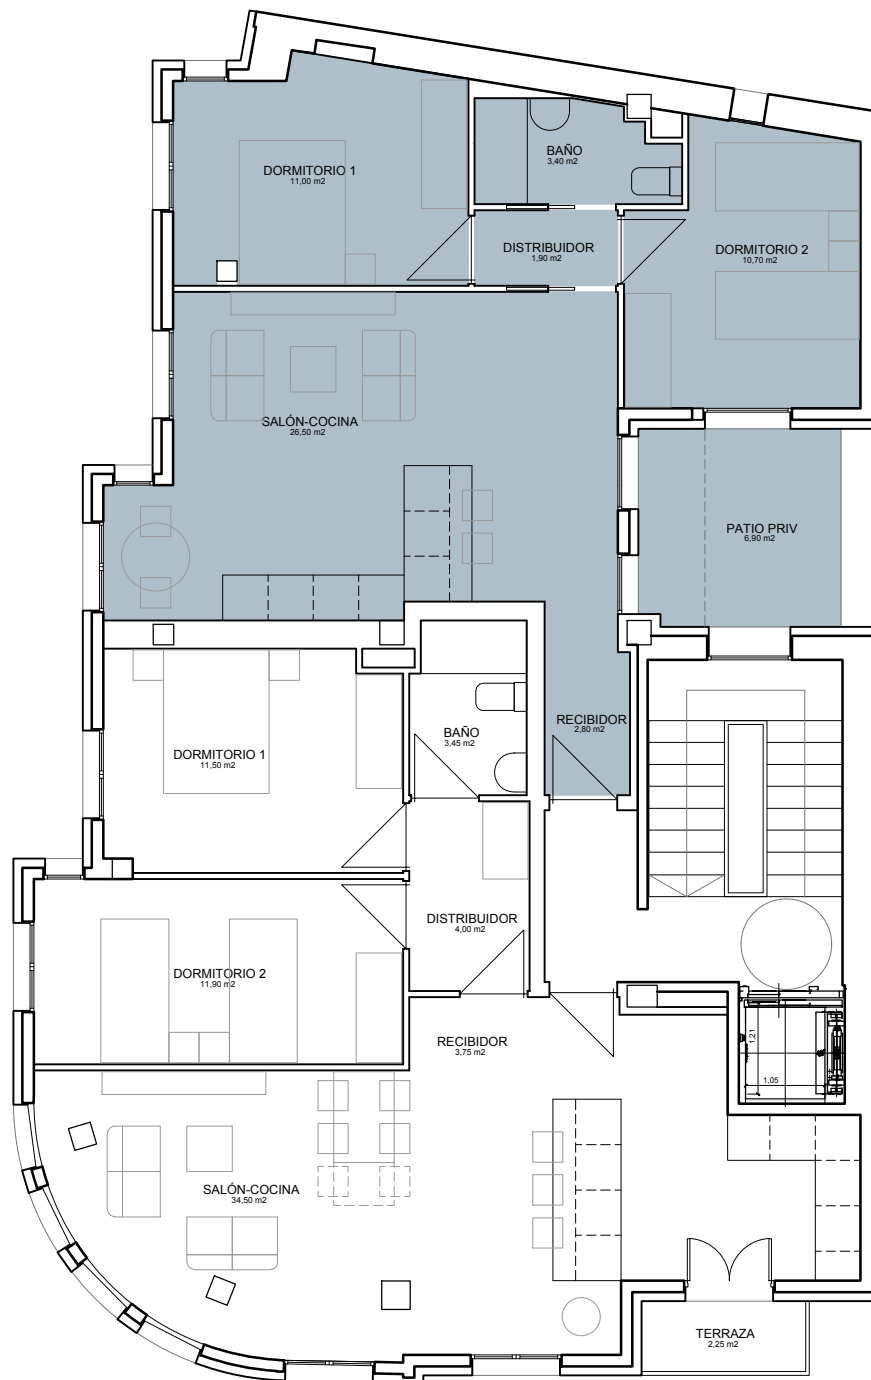 BAÑO
3,40 m2
DORMITORIO 1
11,00 m2
DISTRIBUIDOR
1,90 m2
DORMITORIO 2
10,70 m2
SALÓN-COCINA
26,50 m2
PATIO PRIV
6,90 m2
RECIBIDOR
2,80 m2
BAÑO
3,45 m2
DORMITORIO 1
11,50 m2
DISTRIBUIDOR
4,00 m2
DORMITORIO 2
11,90 m2
RECIBIDOR
3,75 m2
1,21
1,05
SALÓN-COCINA
34,50 m2
TERRAZA
2,25 m2